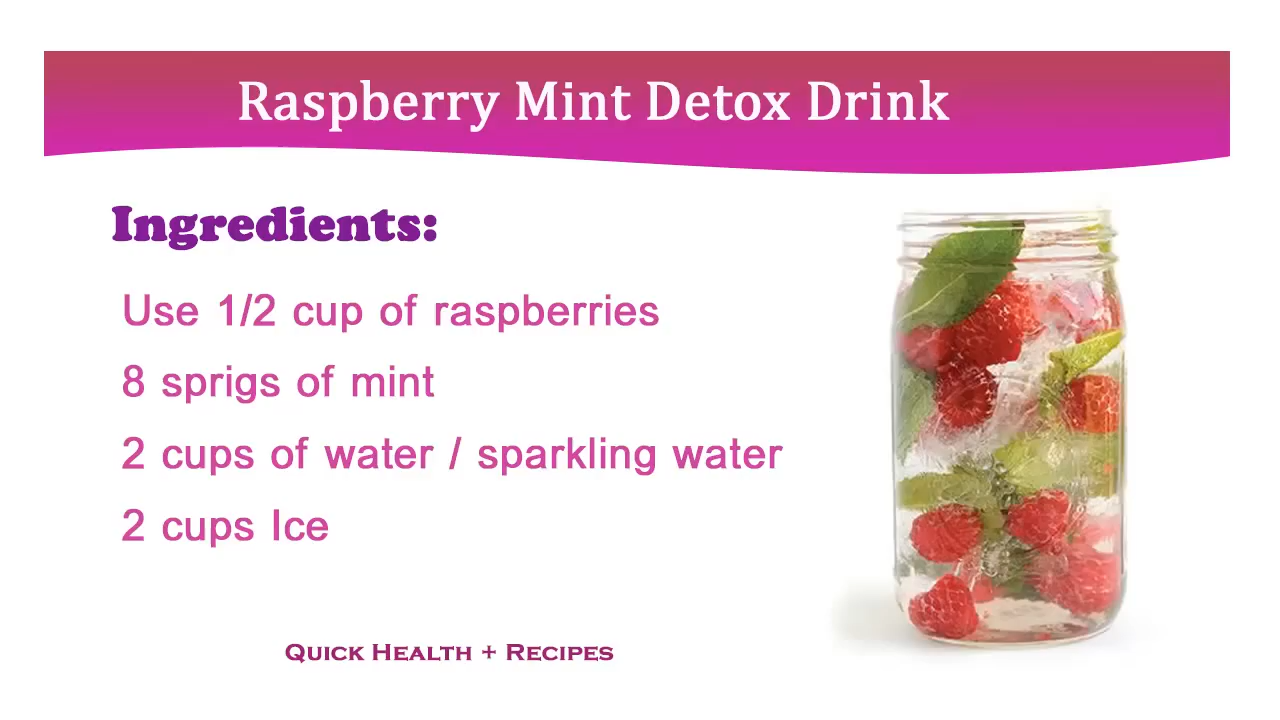 Raspberry Mint Detox Drink
Ingredients:
Use 1/2 cup of raspberries
8 sprigs of mint
2 cups of water / sparkling water
2 cups Ice
Quick Health + Recipes